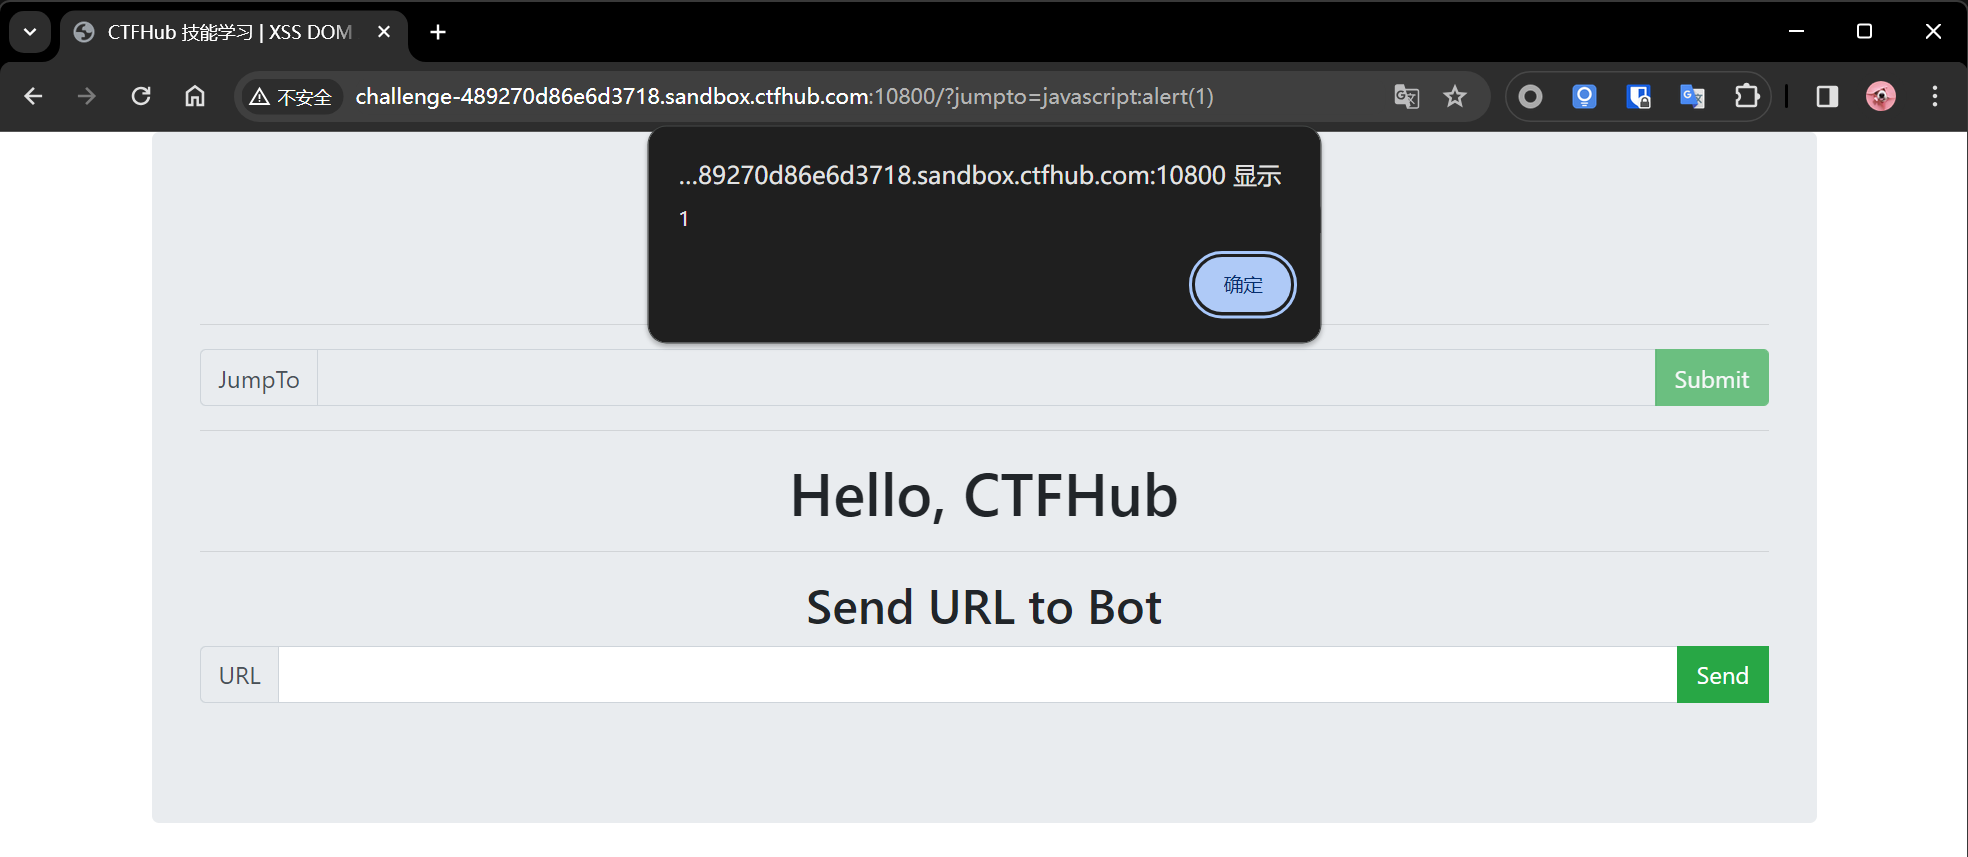 CTFHub 技能学习 | XSS DOM
不安全 challenge-489270d86e6d3718.sandbox.ctfhub.com:10800/?jumpto=javascript:alert(1)
...89270d86e6d3718.sandbox.ctfhub.com:10800 显示
1
确定
JumpTo Submit
Hello, CTFHub
Send URL to Bot
URL Send